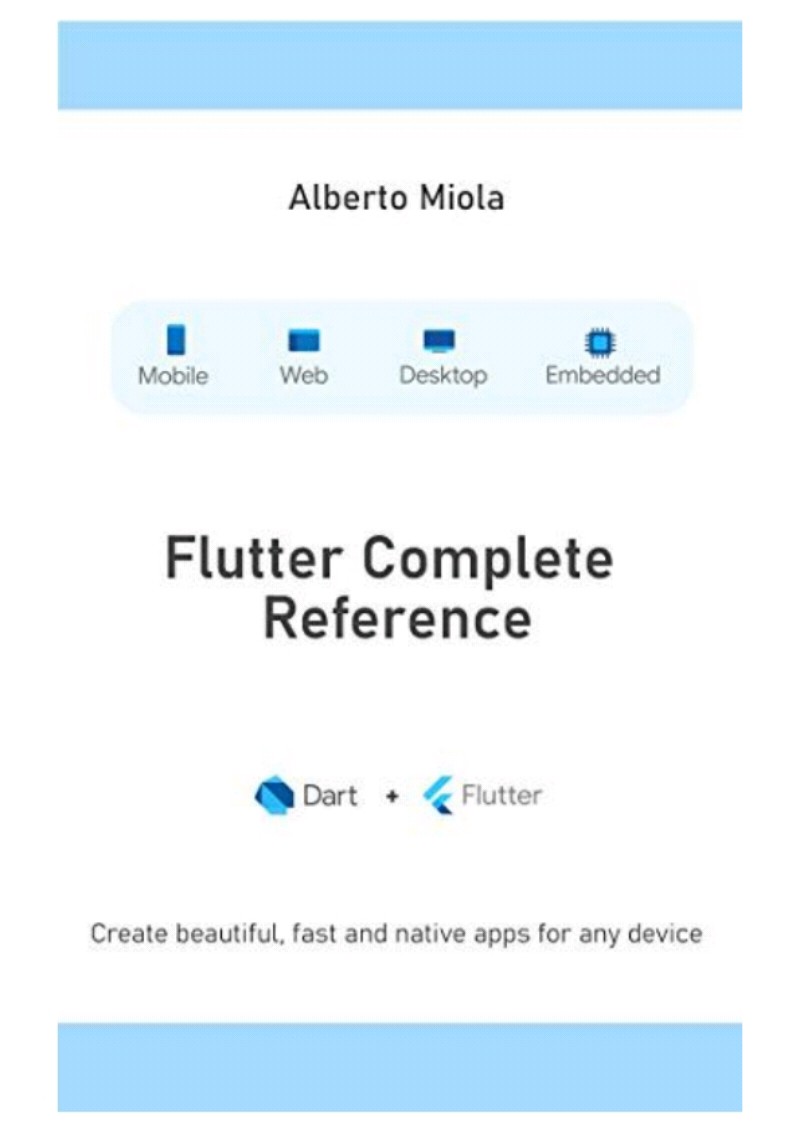 Alberto Miola
Mobile Web Desktop Embedded
Flutter Complete
Reference
Dart + Flutter
Create beautiful, fast and native apps for any device